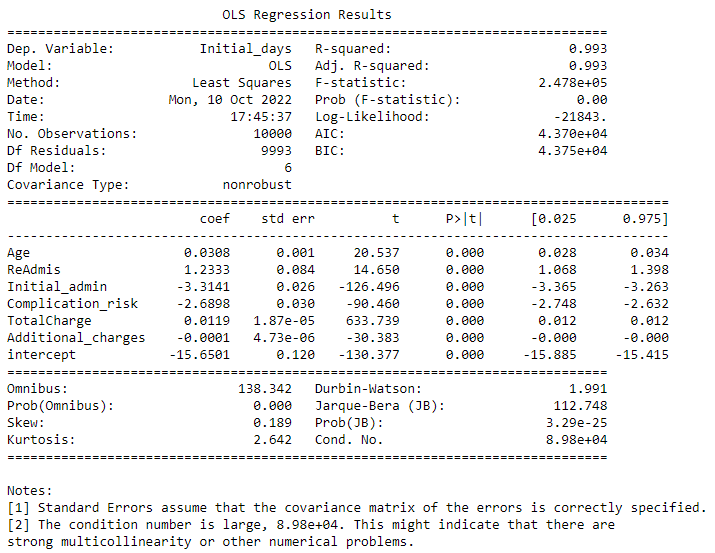 OLS Regression Results
==============================================================================
Dep. Variable:           Initial_days   R-squared:                       0.993
Model:                            OLS   Adj. R-squared:                  0.993
Method:                 Least Squares   F-statistic:                 2.478e+05
Date:                Mon, 10 Oct 2022   Prob (F-statistic):               0.00
Time:                        17:45:37   Log-Likelihood:                -21843.
No. Observations:               10000   AIC:                         4.370e+04
Df Residuals:                    9993   BIC:                         4.375e+04
Df Model:                           6
Covariance Type:            nonrobust
======================================================================================
                         coef    std err          t      P>|t|      [0.025      0.975]
--------------------------------------------------------------------------------------
Age                    0.0308      0.001     20.537      0.000       0.028       0.034
ReAdmis                1.2333      0.084     14.650      0.000       1.068       1.398
Initial_admin         -3.3141      0.026   -126.496      0.000      -3.365      -3.263
Complication_risk     -2.6898      0.030    -90.460      0.000      -2.748      -2.632
TotalCharge            0.0119   1.87e-05    633.739      0.000       0.012       0.012
Additional_charges    -0.0001   4.73e-06    -30.383      0.000      -0.000      -0.000
intercept            -15.6501      0.120   -130.377      0.000     -15.885     -15.415
==============================================================================
Omnibus:                      138.342   Durbin-Watson:                   1.991
Prob(Omnibus):                  0.000   Jarque-Bera (JB):              112.748
Skew:                           0.189   Prob(JB):                     3.29e-25
Kurtosis:                       2.642   Cond. No.                     8.98e+04
==============================================================================
Notes:
[1] Standard Errors assume that the covariance matrix of the errors is correctly specified.
[2] The condition number is large, 8.98e+04. This might indicate that there are
strong multicollinearity or other numerical problems.